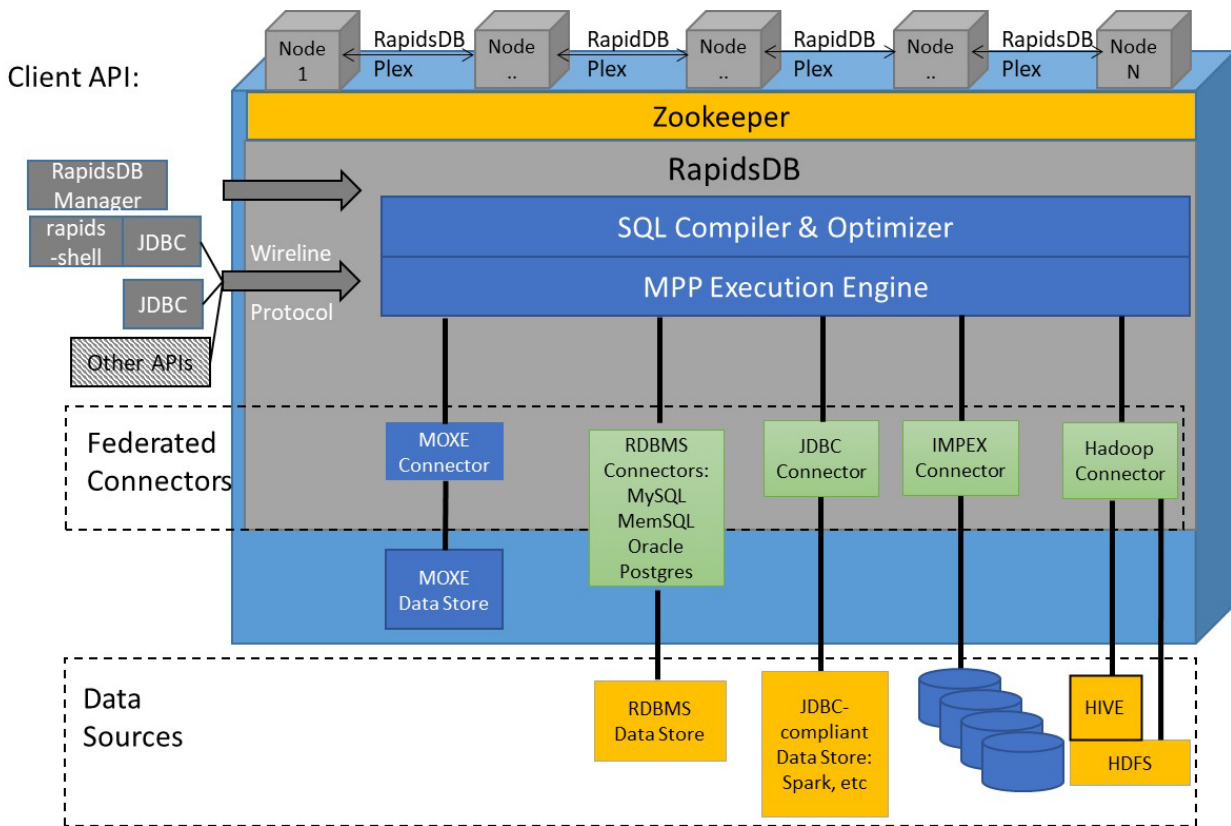 Client API:
Node
1
RapidsDB
Plex
Node
..
RapidDB
Plex
Node
..
RapidDB
Plex
Node
..
RapidsDB
Plex
Node
N
Zookeeper
RapidsDB
RapidsDB
Manager
rapids
-shell
JDBC
JDBC
Other APIs
Wireline
Protocol
SQL Compiler & Optimizer
MPP Execution Engine
Federated
Connectors
MOXE
Connector
RDBMS
Connectors:
MySQL
MemSQL
Oracle
Postgres
JDBC
Connector
IMPEX
Connector
Hadoop
Connector
MOXE
Data Store
Data
Sources
RDBMS
Data Store
JDBC-
compliant
Data Store:
Spark, etc
HIVE
HDFS